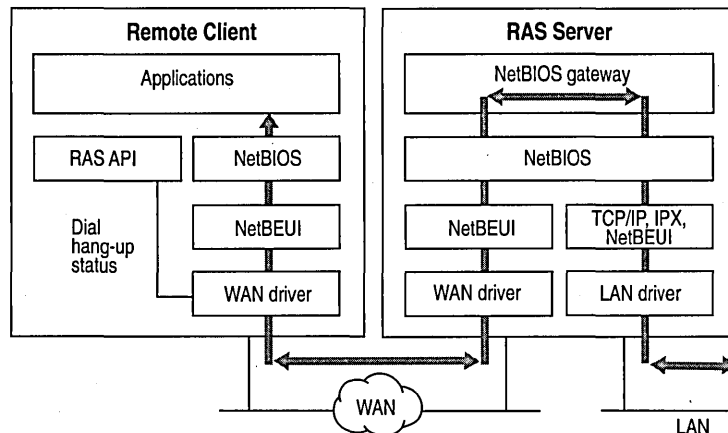 Remote Client
Applications
RAS API
NetBIOS
Dial
hang-up
status
NetBEUI
WAN driver
RAS Server
NetBIOS gateway
NetBIOS
NetBEUI
TCP/IP, IPX,
NetBEUI
WAN driver
LAN driver
WAN
LAN